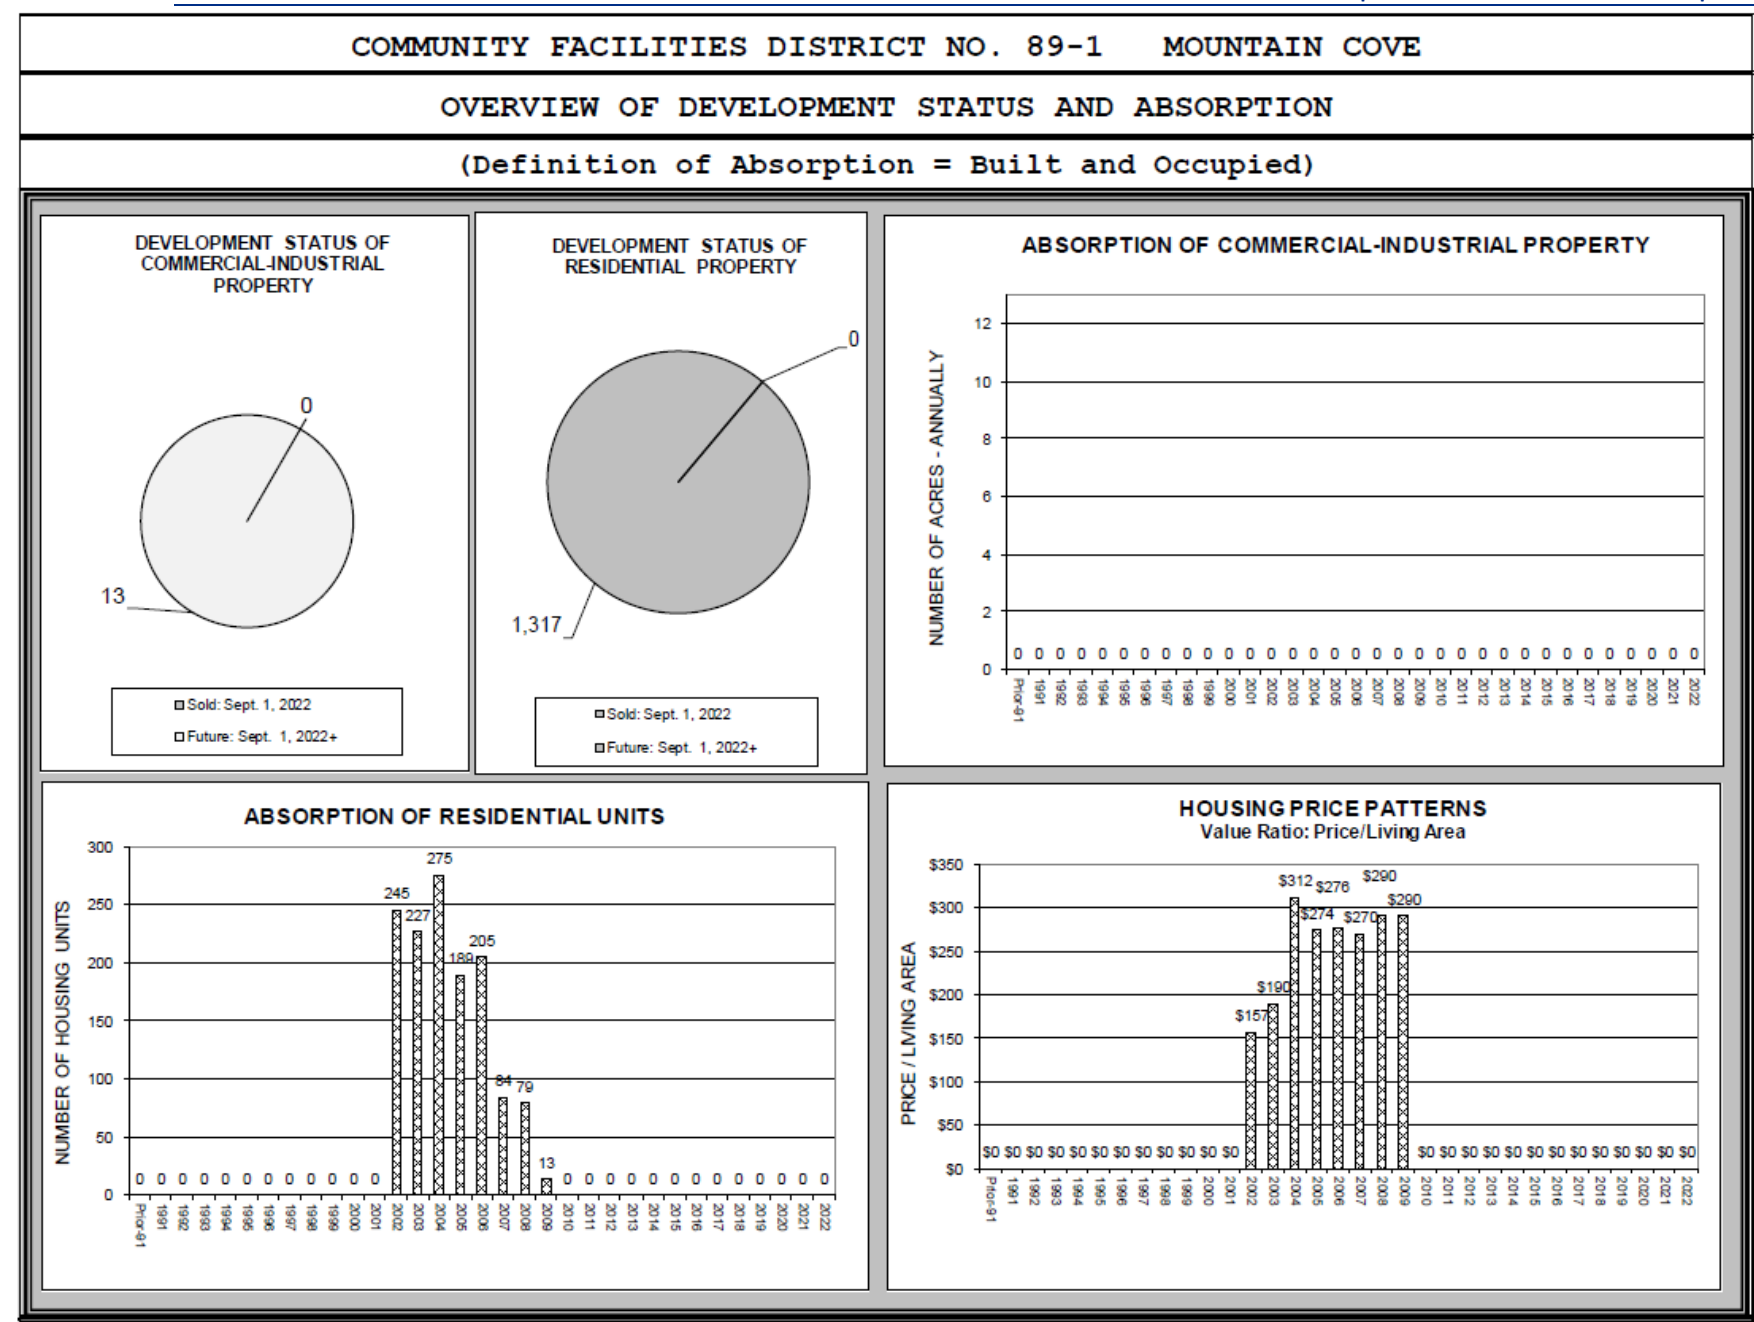 COMMUNITY FACILITIES DISTRICT NO. 89-1 MOUNTAIN COVE
OVERVIEW OF DEVELOPMENT STATUS AND ABSORPTION
(Definition of Absorption = Built and Occupied)
DEVELOPMENT STATUS OF
COMMERCIAL-INDUSTRIAL
PROPERTY
0
13
Sold: Sept. 1, 2022
Future: Sept. 1, 2022+
DEVELOPMENT STATUS OF
RESIDENTIAL PROPERTY
0
1,317
Sold: Sept. 1, 2022
Future: Sept. 1, 2022+
ABSORPTION OF COMMERCIAL-INDUSTRIAL PROPERTY
NUMBER OF ACRES - ANNUALLY
12
10
8
6
4
2
0
0 0 0 0 0 0 0 0 0 0 0 0 0 0 0 0 0 0 0 0 0 0 0 0 0 0 0 0 0 0 0 0 0
Prior-91 1991 1992 1993 1994 1995 1996 1997 1998 1999 2000 2001 2002 2003 2004 2005 2006 2007 2008 2009 2010 2011 2012 2013 2014 2015 2016 2017 2018 2019 2020 2021 2022
ABSORPTION OF RESIDENTIAL UNITS
NUMBER OF HOUSING UNITS
300
250
200
150
100
50
0
0 0 0 0 0 0 0 0 0 0 0 0 245 227 275 189 205 84 79 13 0 0 0 0 0 0 0 0 0 0 0 0 0
Prior-91 1991 1992 1993 1994 1995 1996 1997 1998 1999 2000 2001 2002 2003 2004 2005 2006 2007 2008 2009 2010 2011 2012 2013 2014 2015 2016 2017 2018 2019 2020 2021 2022
HOUSING PRICE PATTERNS
Value Ratio: Price/Living Area
PRICE / LIVING AREA
$350
$300
$250
$200
$150
$100
$50
$0
$0 $0 $0 $0 $0 $0 $0 $0 $0 $0 $0 $0 $157 $190 $312 $274 $276 $270 $290 $290 $0 $0 $0 $0 $0 $0 $0 $0 $0 $0 $0 $0 $0
Prior-91 1991 1992 1993 1994 1995 1996 1997 1998 1999 2000 2001 2002 2003 2004 2005 2006 2007 2008 2009 2010 2011 2012 2013 2014 2015 2016 2017 2018 2019 2020 2021 2022